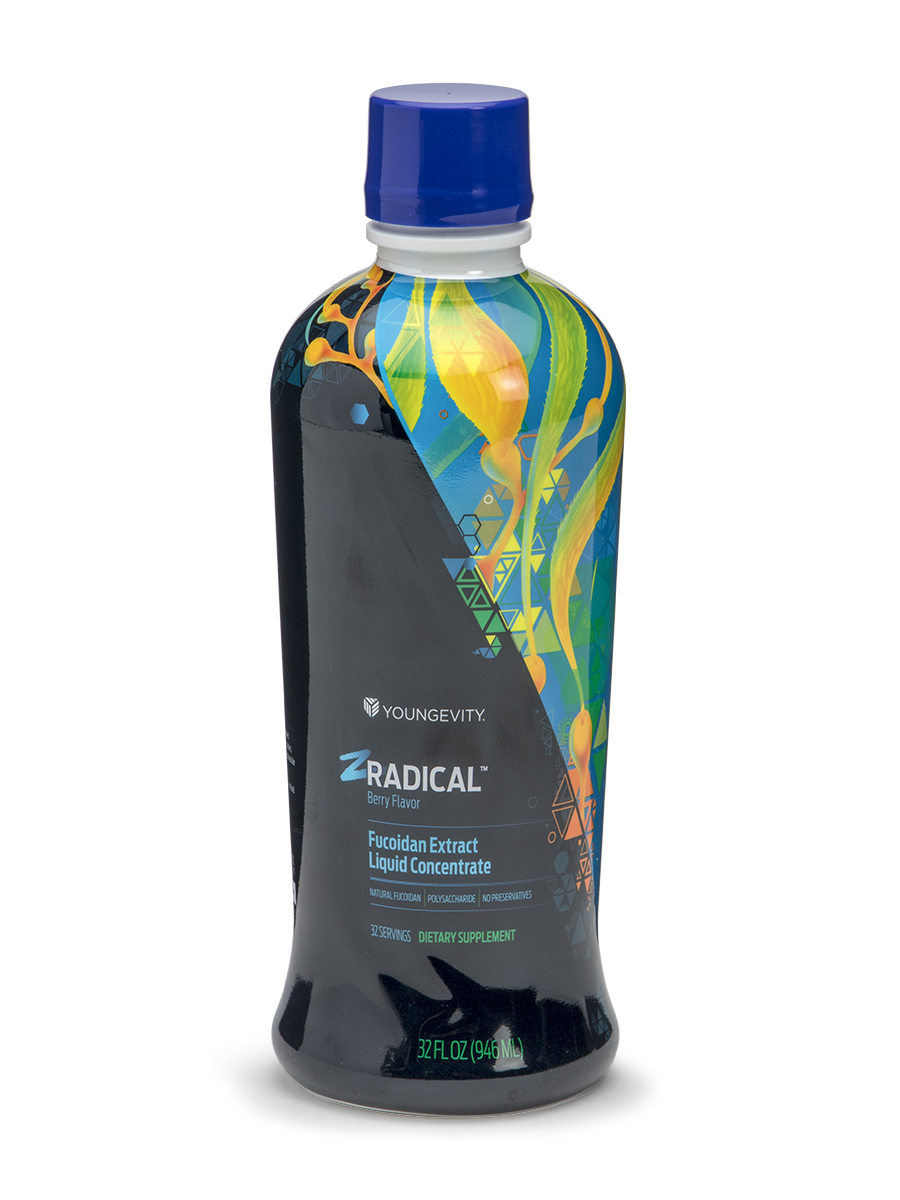 YOUNGEVITY.
ZRADICAL™
Berry Flavor
Fucoidan Extract
Liquid Concentrate
NATURAL FUCOIDAN | POLYSACCHARIDE | NO PRESERVATIVES
32 SERVINGS DIETARY SUPPLEMENT
32 FL OZ (946 ML)